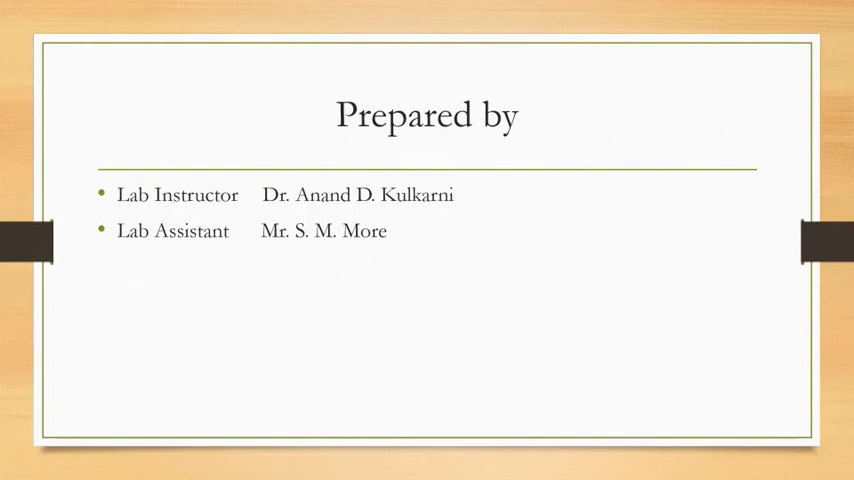 Prepared by
• Lab Instructor Dr. Anand D. Kulkarni
• Lab Assistant Mr. S. M. More